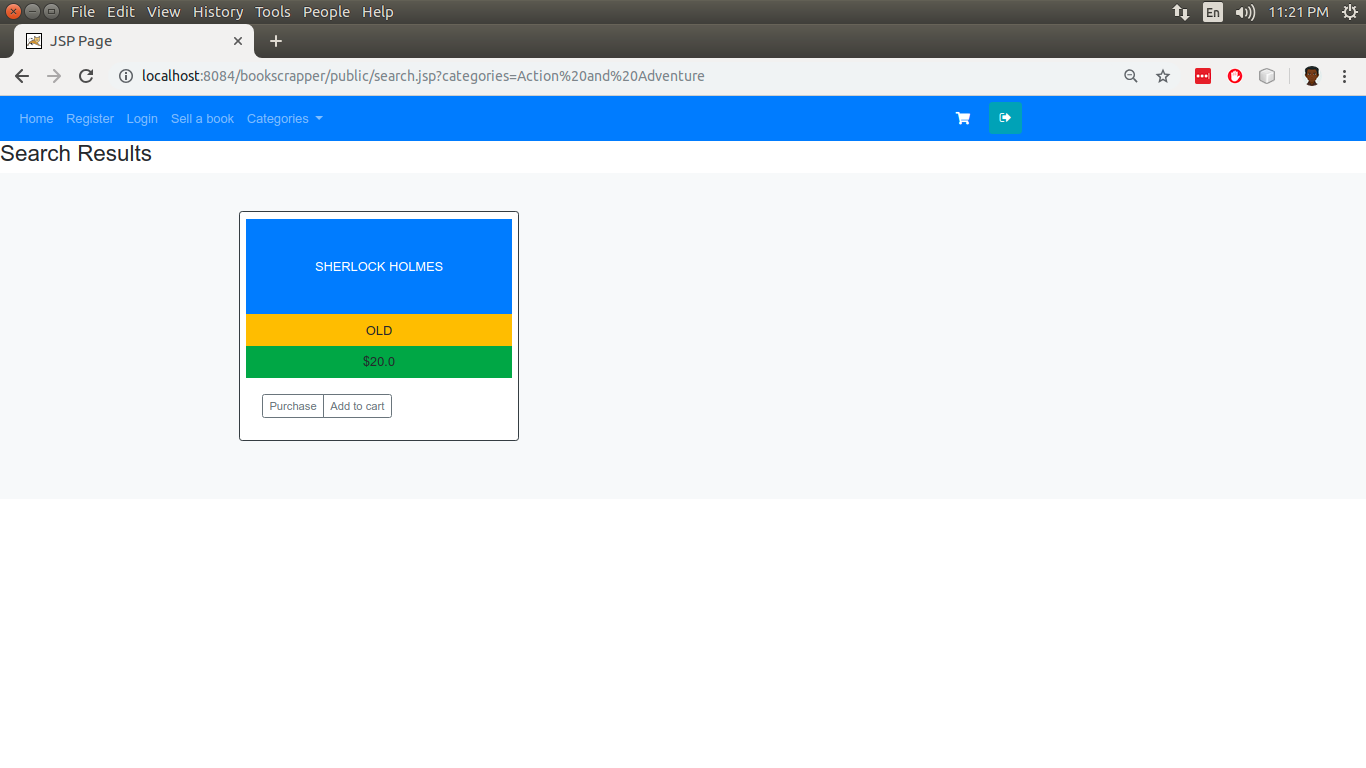 File Edit View History Tools People Help En 11:21 PM
JSP Page
localhost:8084/bookscrapper/public/search.jsp?categories=Action%20and%20Adventure
Home Register Login Sell a book Categories
Search Results
SHERLOCK HOLMES
OLD
$20.0
Purchase Add to cart